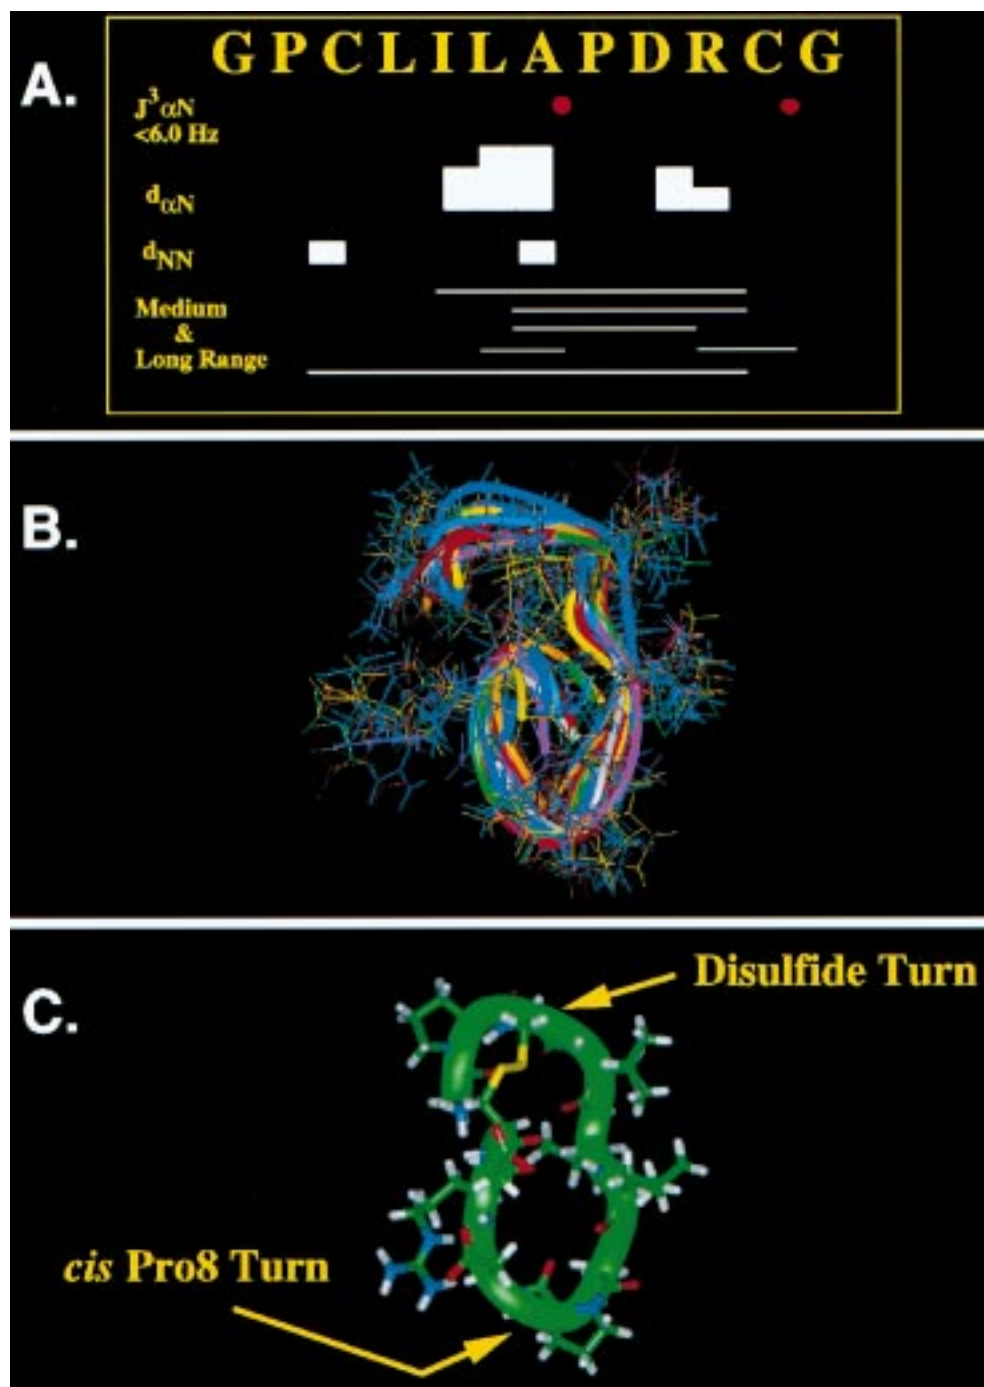 A.
G P C L I L A P D R C G
J³αN
<6.0 Hz
dαN
dNN
Medium
&
Long Range
B.
C.
Disulfide Turn
cis Pro8 Turn